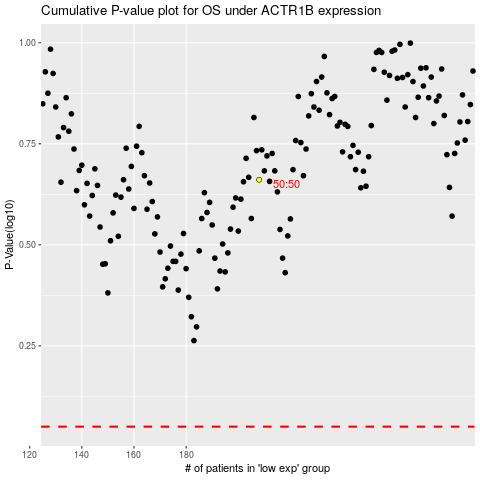 Cumulative P-value plot for OS under ACTR1B expression
P-Value(log10)
1.00
0.75
0.50
0.25
50:50
120 140 160 180
# of patients in 'low exp' group